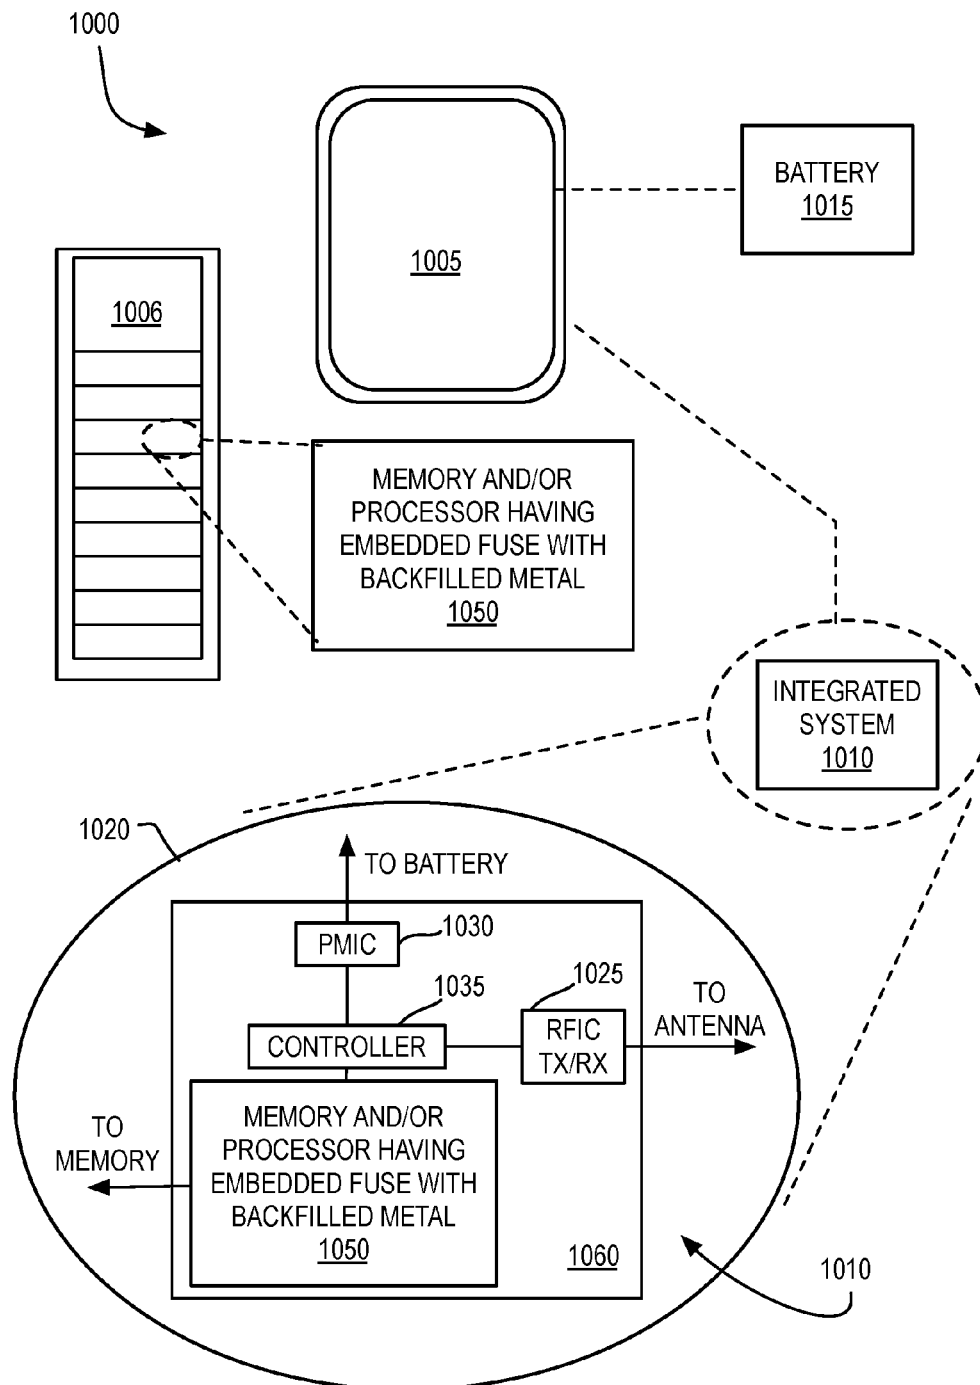 1000
BATTERY
1015
1005
1006
MEMORY AND/OR
PROCESSOR HAVING
EMBEDDED FUSE WITH
BACKFILLED METAL
1050
INTEGRATED
SYSTEM
1010
1020
TO BATTERY
PMIC
1030
1035
1025
TO
ANTENNA
CONTROLLER
RFIC
TX/RX
TO
MEMORY
MEMORY AND/OR
PROCESSOR HAVING
EMBEDDED FUSE WITH
BACKFILLED METAL
1050
1060
1010